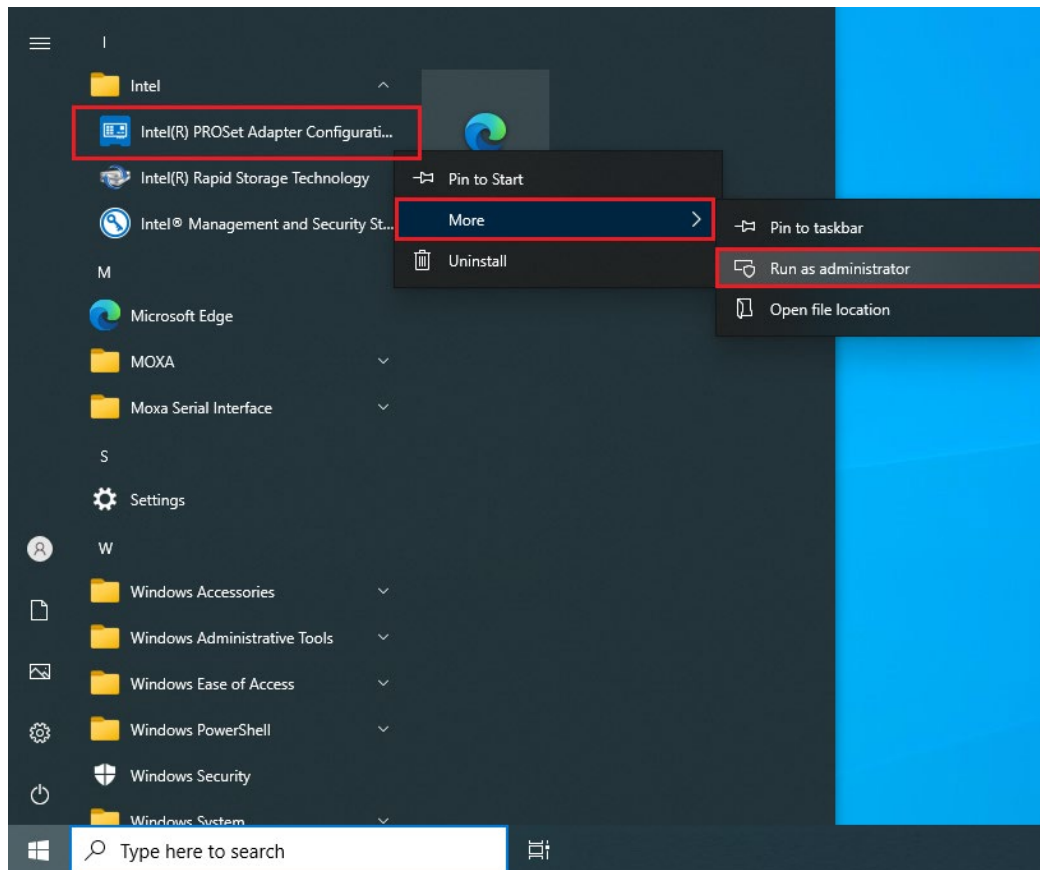 I
Intel
Intel(R) PROSet Adapter Configurati...
Intel(R) Rapid Storage Technology
Intel® Management and Security St...
M
Microsoft Edge
MOXA
Moxa Serial Interface
S
Settings
W
Windows Accessories
Windows Administrative Tools
Windows Ease of Access
Windows PowerShell
Windows Security
Windows System
Pin to Start
More
Uninstall
Pin to taskbar
Run as administrator
Open file location
Type here to search